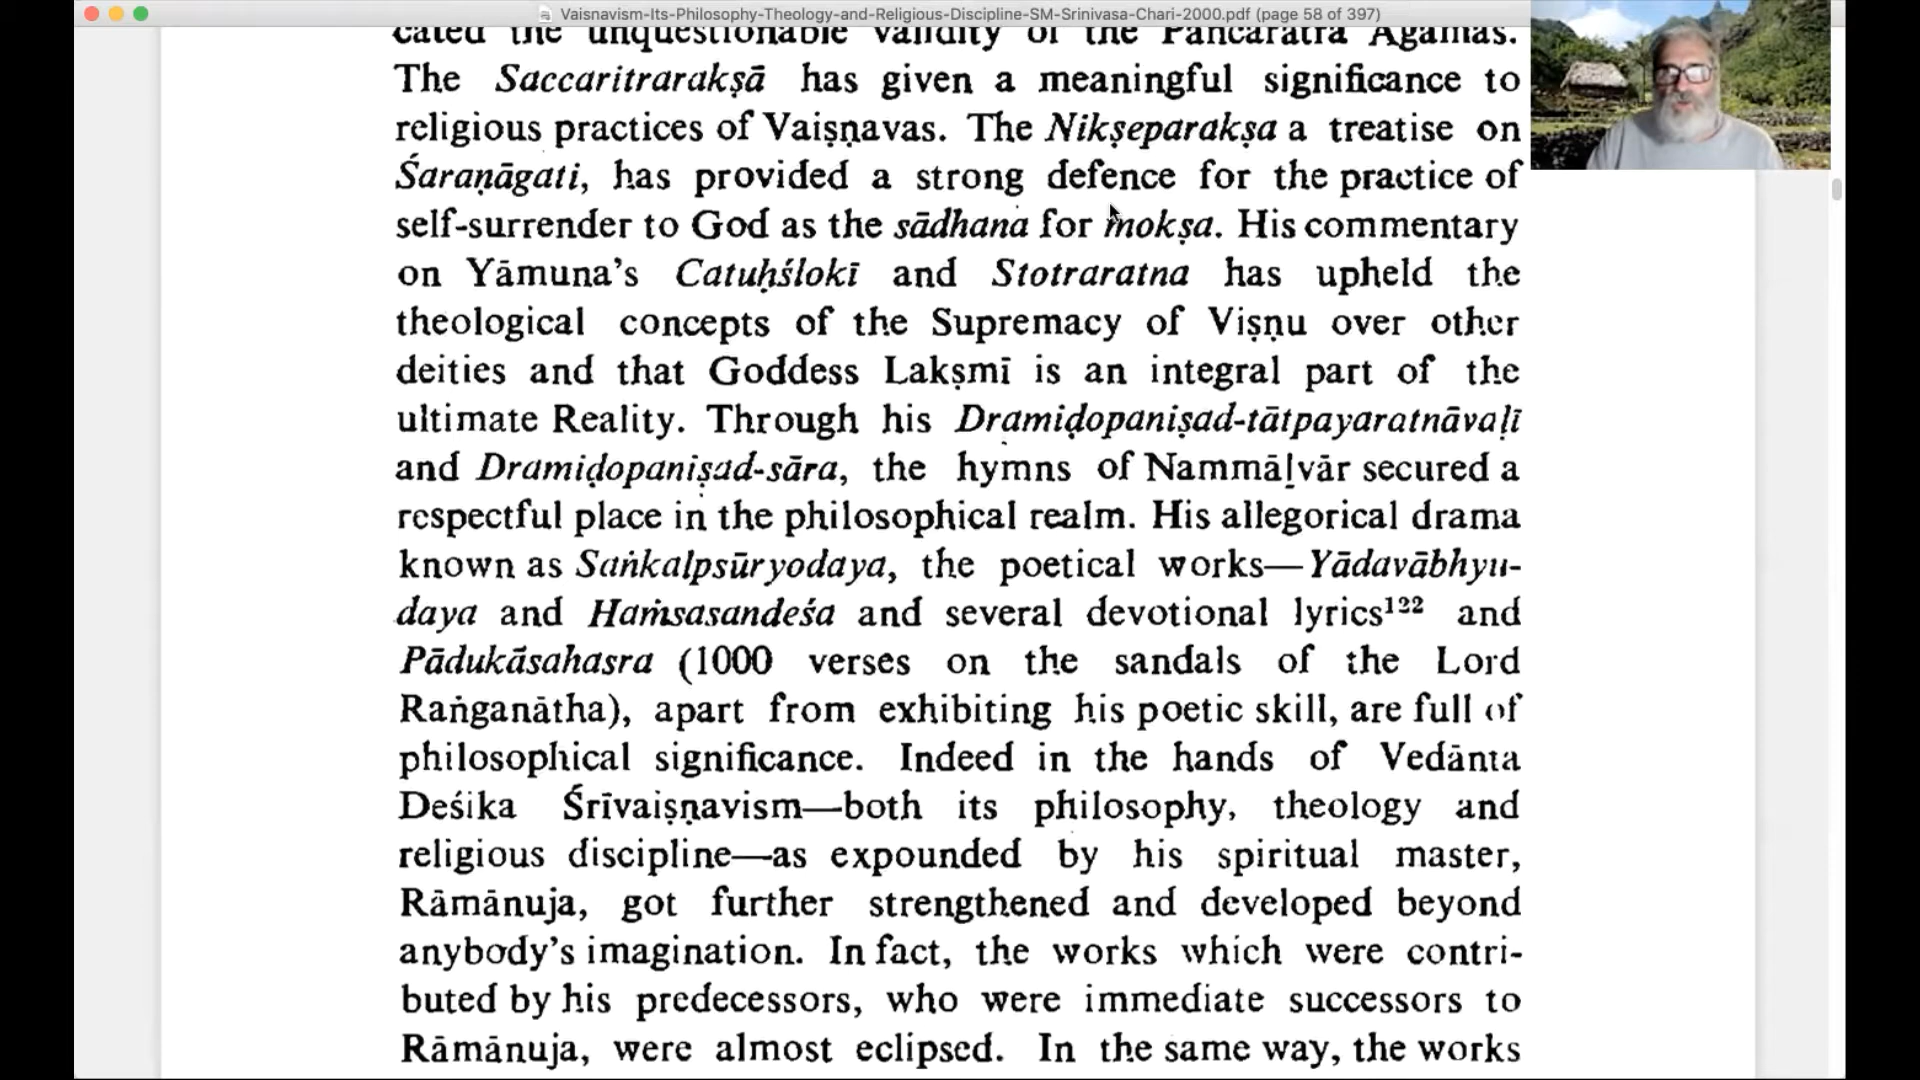 Vaisnavism-Its-Philosophy-Theology-and-Religious-Discipline-SM-Srinivasa-Chari-2000.pdf (page 58 of 397)
cated the unquestionable validity of the Pāñcarātra Āgamas.
The Saccaritrarakṣā has given a meaningful significance to
religious practices of Vaiṣṇavas. The Nikṣeparakṣa a treatise on
Śaraṇāgati, has provided a strong defence for the practice of
self-surrender to God as the sādhana for mokṣa. His commentary
on Yāmuna’s Catuḥślokī and Stotraratna has upheld the
theological concepts of the Supremacy of Viṣṇu over other
deities and that Goddess Lakṣmī is an integral part of the
ultimate Reality. Through his Dramiḍopaniṣad-tātpayaratnāvaḷī
and Dramiḍopaniṣad-sāra, the hymns of Nammāḻvār secured a
respectful place in the philosophical realm. His allegorical drama
known as Saṅkalpsūryodaya, the poetical works—Yādavābhyu-
daya and Haṁsasandeśa and several devotional lyrics¹²² and
Pādukāsahasra (1000 verses on the sandals of the Lord
Raṅganātha), apart from exhibiting his poetic skill, are full of
philosophical significance. Indeed in the hands of Vedānta
Deśika Śrīvaiṣṇavism—both its philosophy, theology and
religious discipline—as expounded by his spiritual master,
Rāmānuja, got further strengthened and developed beyond
anybody’s imagination. In fact, the works which were contri-
buted by his predecessors, who were immediate successors to
Rāmānuja, were almost eclipsed. In the same way, the works